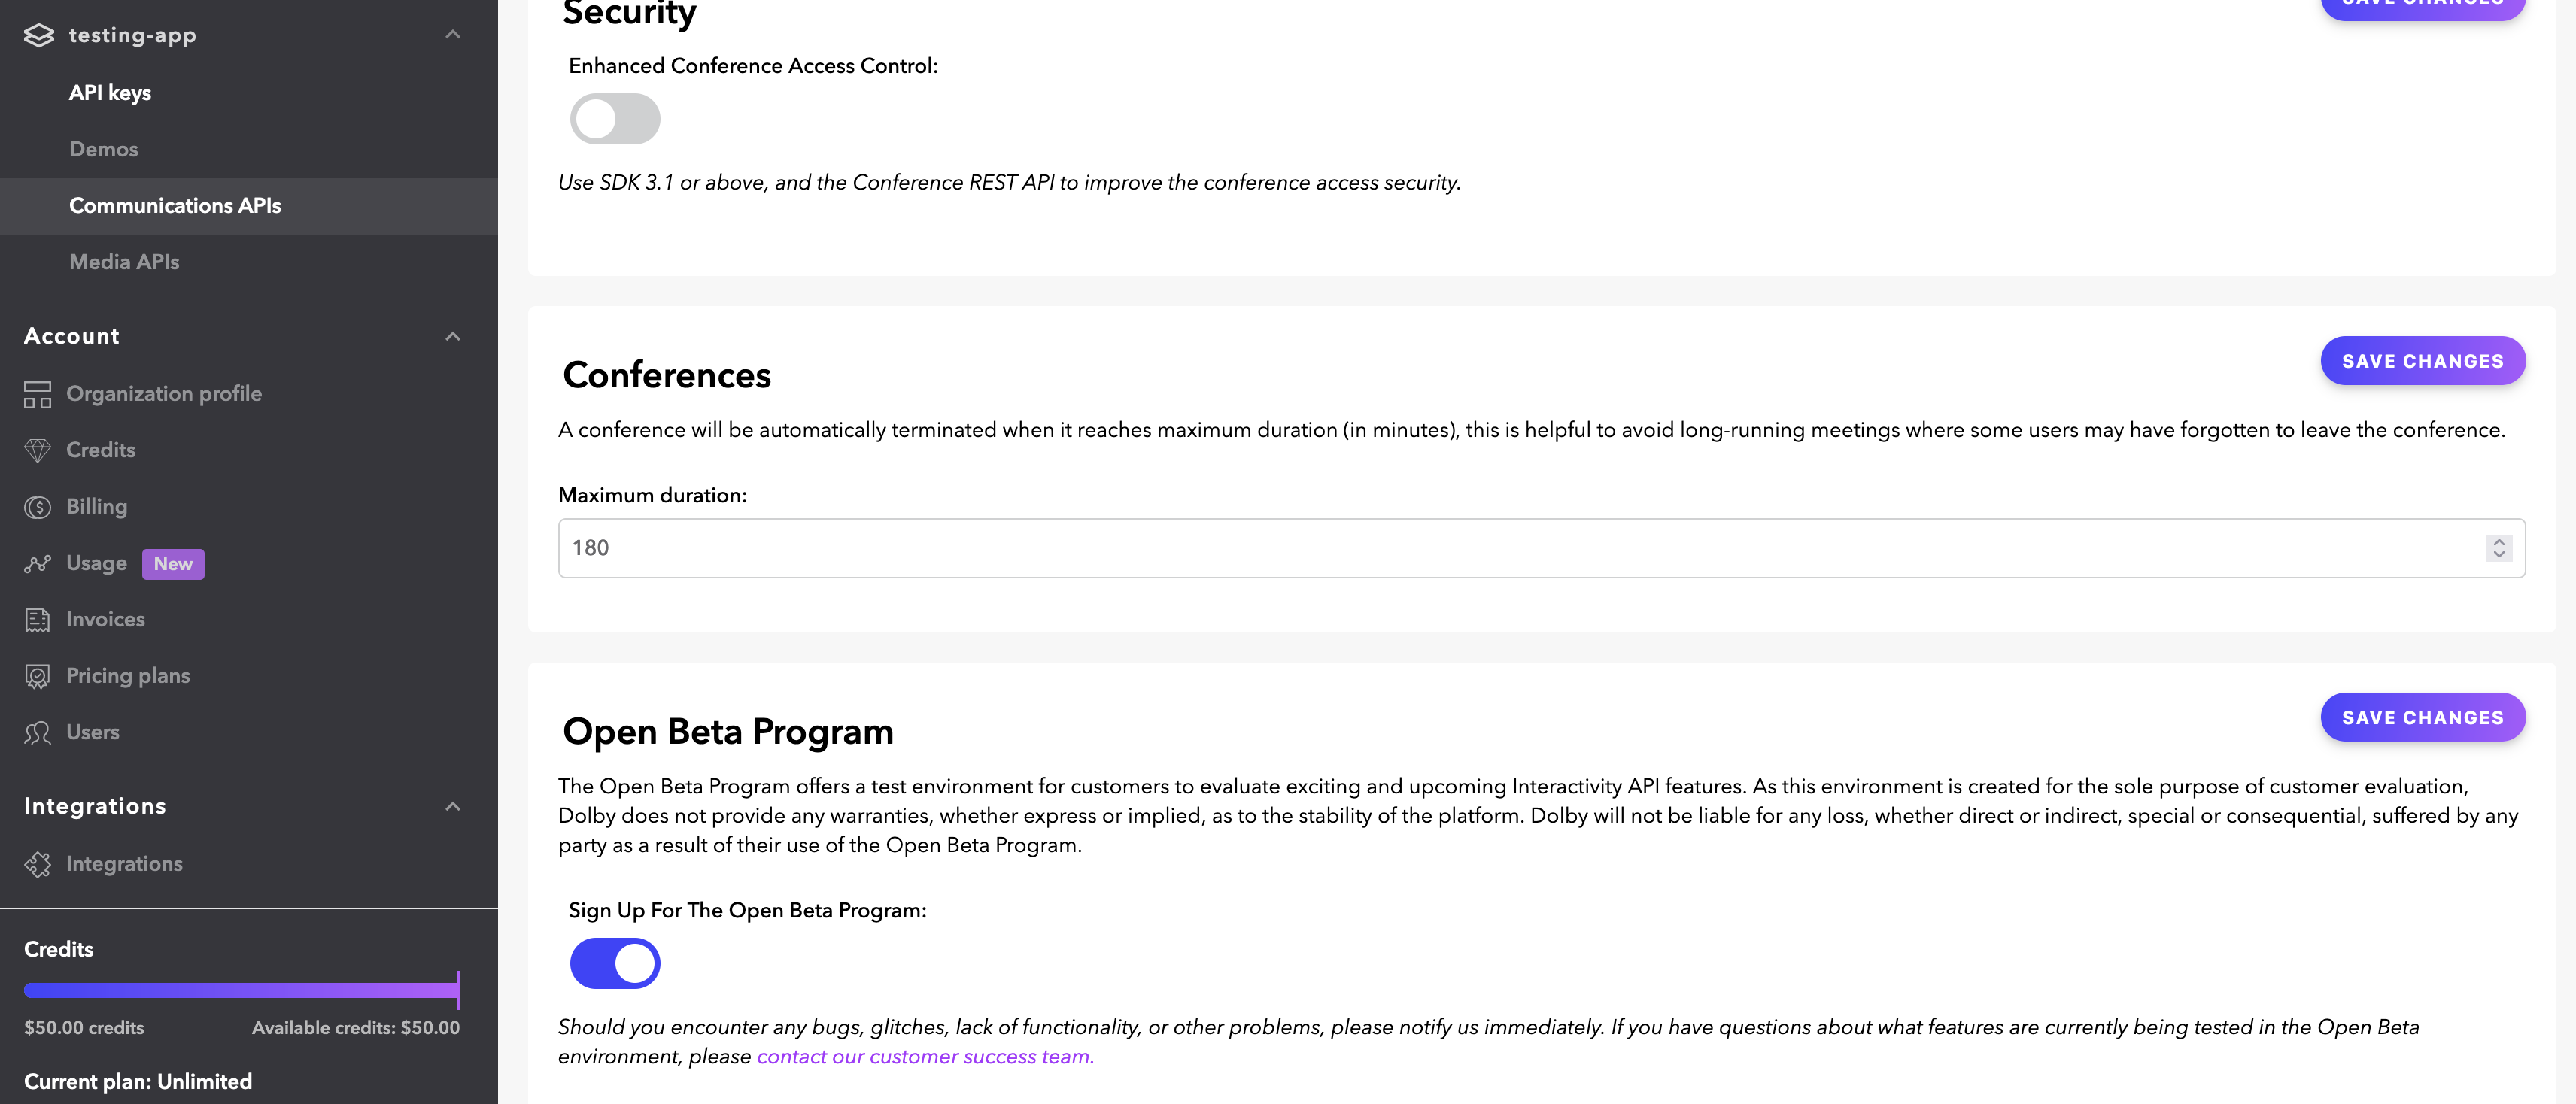 testing-app
API keys
Demos
Communications APIs
Media APIs
Account
Organization profile
Credits
Billing
Usage New
Invoices
Pricing plans
Users
Integrations
Integrations
Credits
$50.00 credits Available credits: $50.00
Current plan: Unlimited
Security
SAVE CHANGES
Enhanced Conference Access Control:
Use SDK 3.1 or above, and the Conference REST API to improve the conference access security.
Conferences
SAVE CHANGES
A conference will be automatically terminated when it reaches maximum duration (in minutes), this is helpful to avoid long-running meetings where some users may have forgotten to leave the conference.
Maximum duration:
180
Open Beta Program
SAVE CHANGES
The Open Beta Program offers a test environment for customers to evaluate exciting and upcoming Interactivity API features. As this environment is created for the sole purpose of customer evaluation,
Dolby does not provide any warranties, whether express or implied, as to the stability of the platform. Dolby will not be liable for any loss, whether direct or indirect, special or consequential, suffered by any
party as a result of their use of the Open Beta Program.
Sign Up For The Open Beta Program:
Should you encounter any bugs, glitches, lack of functionality, or other problems, please notify us immediately. If you have questions about what features are currently being tested in the Open Beta
environment, please contact our customer success team.